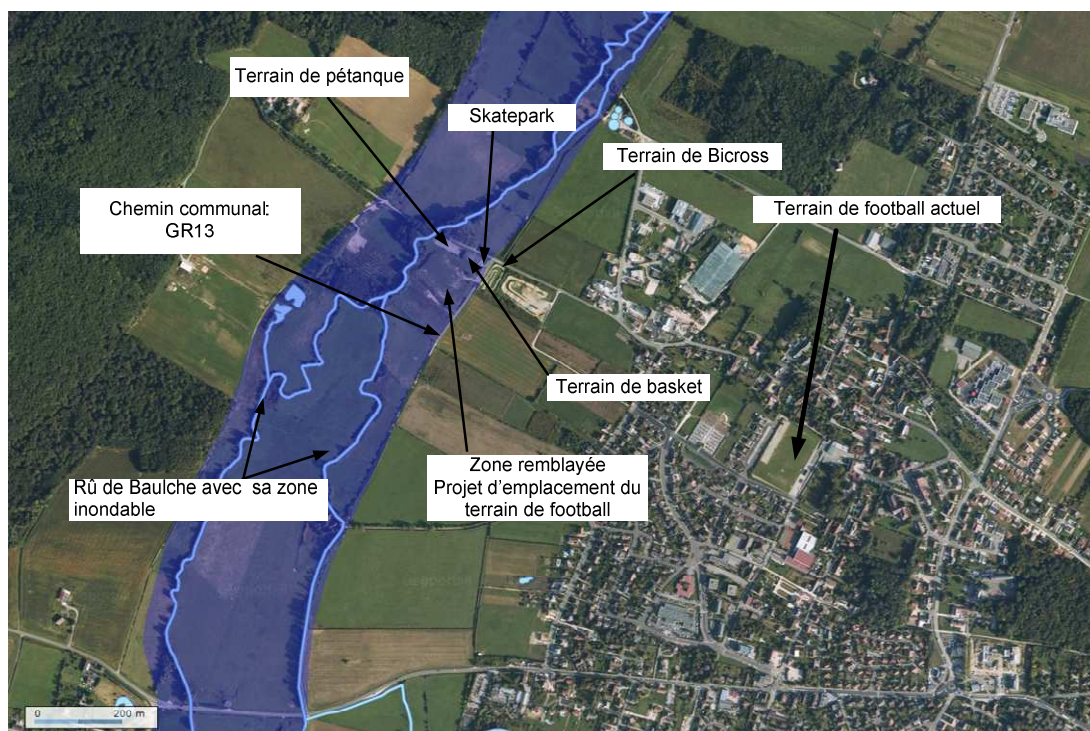 Terrain de pétanque
Skatepark
Terrain de Bicross
Chemin communal:
GR13
Terrain de football actuel
Terrain de basket
Zone remblayée
Projet d'emplacement du
terrain de football
Rû de Baulche avec sa zone
inondable
0 200 m